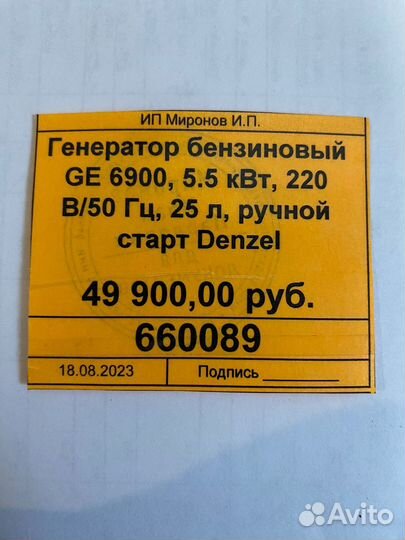 ИП Миронов И.П.
Генератор бензиновый
GE 6900, 5.5 кВт, 220
В/50 Гц, 25 л, ручной
старт Denzel
49 900,00 руб.
660089
18.08.2023 Подпись ________
Avito